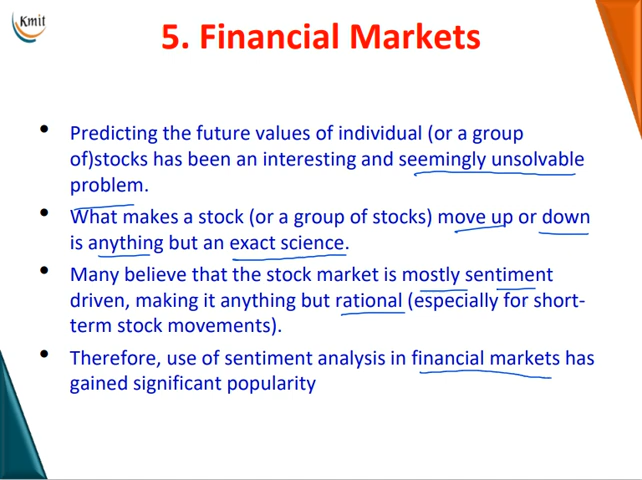 Kmit
5. Financial Markets
• Predicting the future values of individual (or a group
of)stocks has been an interesting and seemingly unsolvable
problem.
• What makes a stock (or a group of stocks) move up or down
is anything but an exact science.
• Many believe that the stock market is mostly sentiment
driven, making it anything but rational (especially for short-
term stock movements).
• Therefore, use of sentiment analysis in financial markets has
gained significant popularity